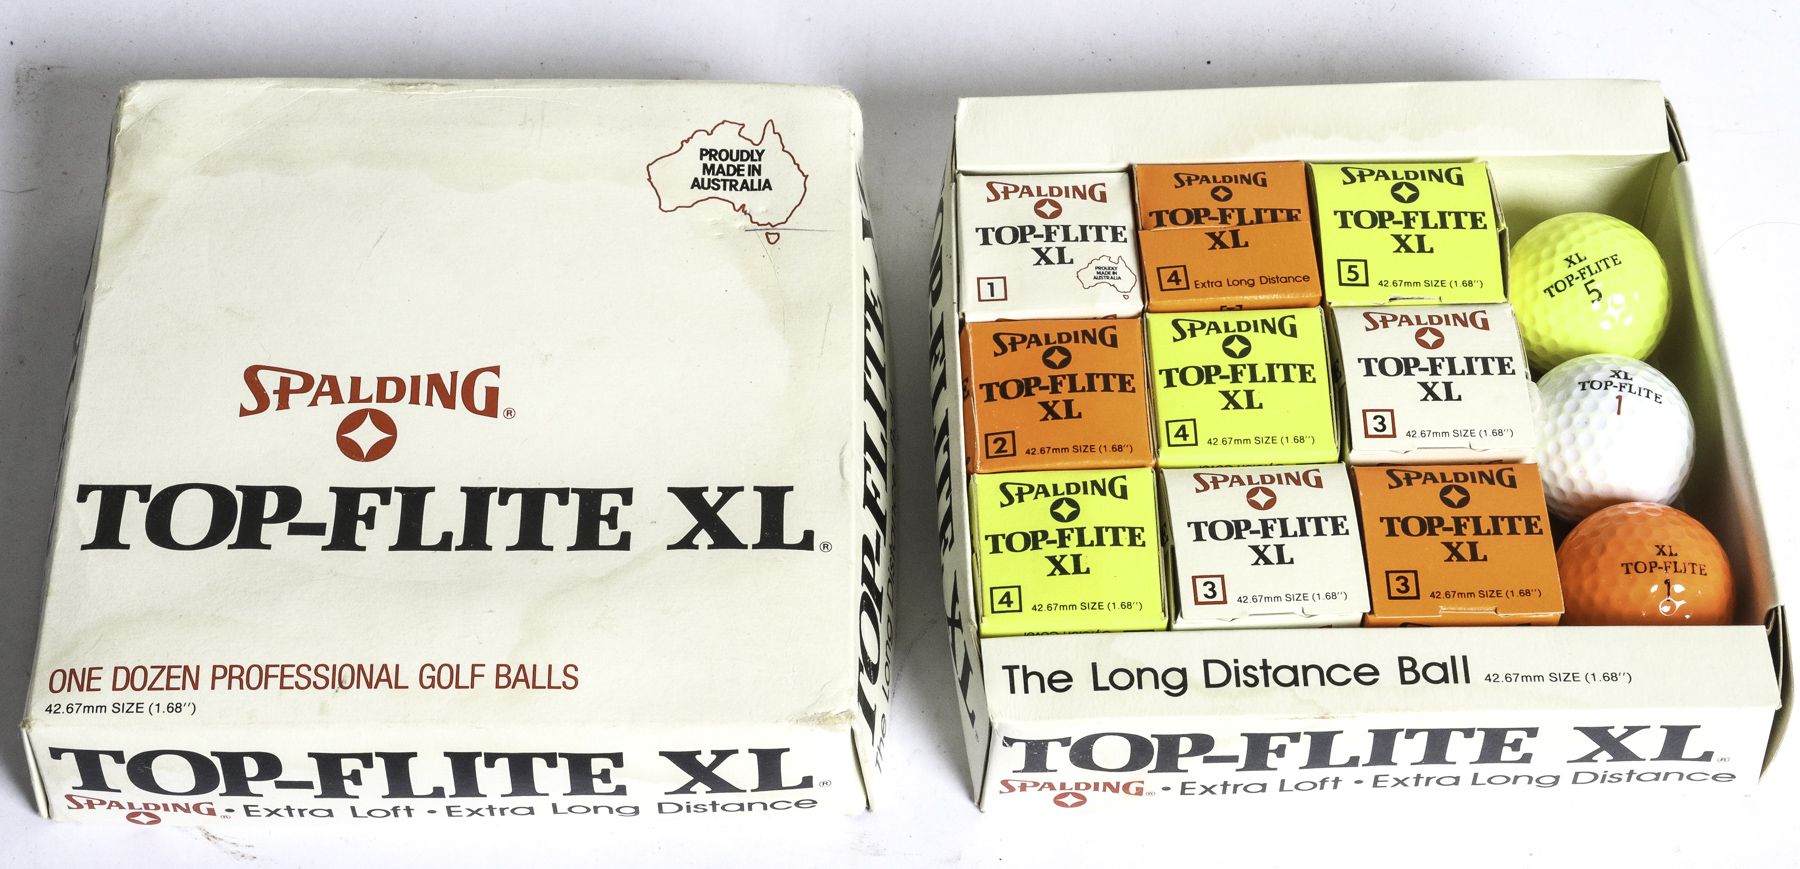 PROUDLY
MADE IN
AUSTRALIA
SPALDING®
TOP-FLITE XL®
ONE DOZEN PROFESSIONAL GOLF BALLS
42.67mm SIZE (1.68")
TOP-FLITE XL®
SPALDING® • Extra Loft • Extra Long Distance
TOP-FLITE
SPALDING
TOP-FLITE
XL
1
PROUDLY
MADE IN
AUSTRALIA
SPALDING
TOP-FLITE
XL
4 Extra Long Distance
SPALDING
TOP-FLITE
XL
5 42.67mm SIZE (1.68")
XL
TOP-FLITE
5
SPALDING
TOP-FLITE
XL
2 42.67mm SIZE (1.68")
SPALDING
TOP-FLITE
XL
4 42.67mm SIZE (1.68")
SPALDING
TOP-FLITE
XL
3 42.67mm SIZE (1.68")
XL
TOP-FLITE
1
SPALDING
TOP-FLITE
XL
4 42.67mm SIZE (1.68")
SPALDING
TOP-FLITE
XL
3 42.67mm SIZE (1.68")
SPALDING
TOP-FLITE
XL
3 42.67mm SIZE (1.68")
XL
TOP-FLITE
1
The Long Distance Ball 42.67mm SIZE (1.68")
TOP-FLITE XL®
SPALDING® • Extra Loft • Extra Long Distance